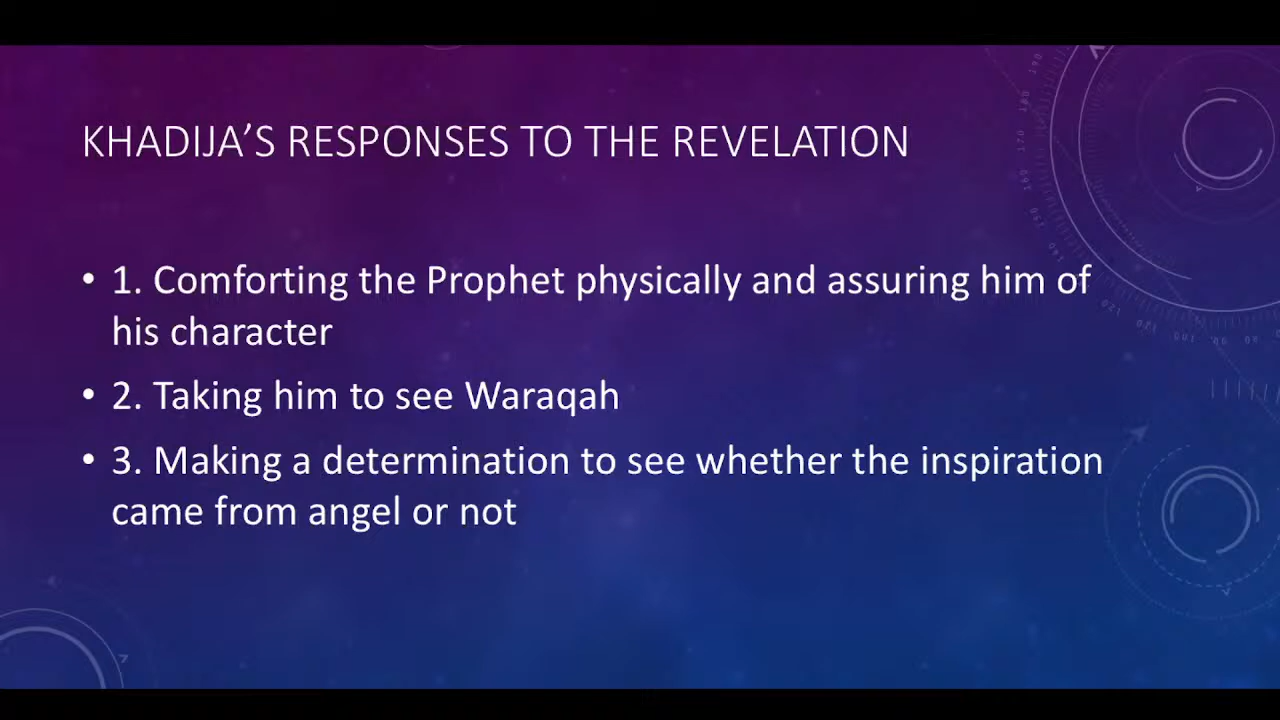 KHADIJA’S RESPONSES TO THE REVELATION
• 1. Comforting the Prophet physically and assuring him of
his character
• 2. Taking him to see Waraqah
• 3. Making a determination to see whether the inspiration
came from angel or not